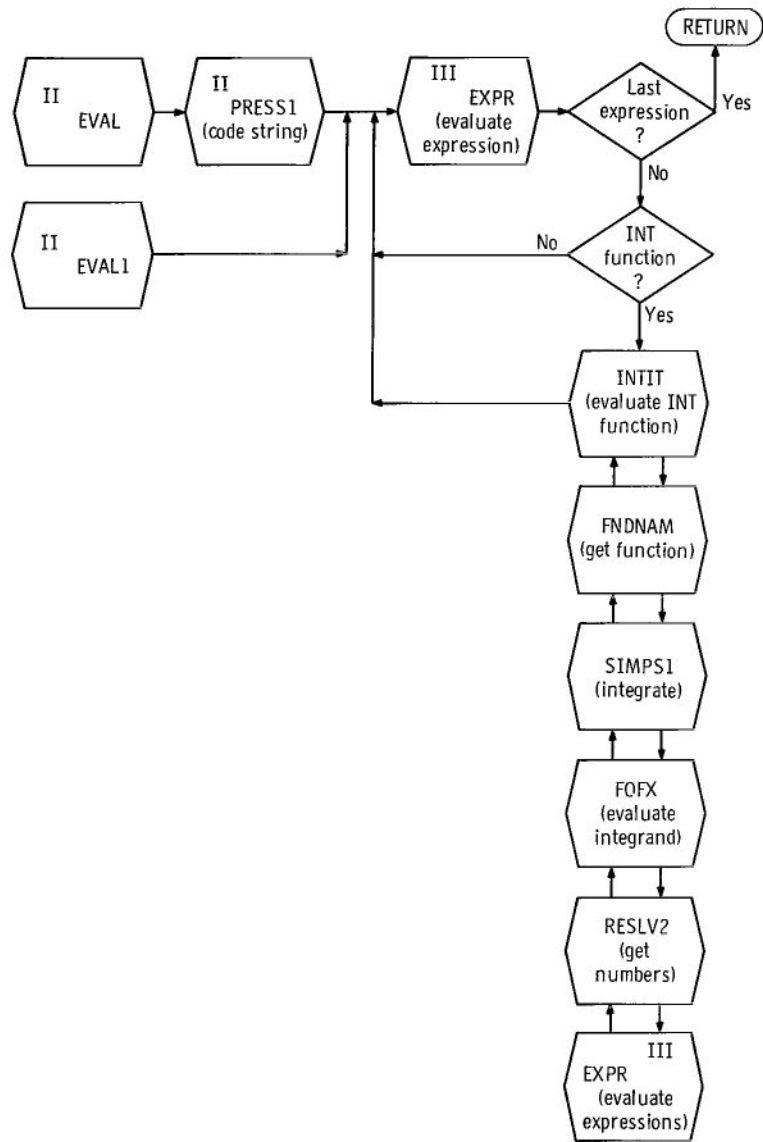 RETURN
II
EVAL
II
PRESS1
(code string)
III
EXPR
(evaluate
expression)
Last
expression
?
Yes
No
II
EVAL1
No
INT
function
?
Yes
INTIT
(evaluate INT
function)
FNDNAM
(get function)
SIMPS1
(integrate)
FOFX
(evaluate
integrand)
RESLV2
(get
numbers)
III
EXPR
(evaluate
expressions)